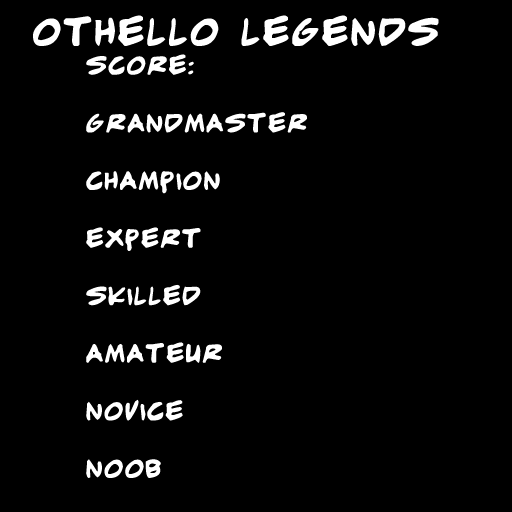 OTHELLO LEGENDS
SCORE:
GRANDMASTER
CHAMPION
EXPERT
SKILLED
AMATEUR
NOVICE
NOOB